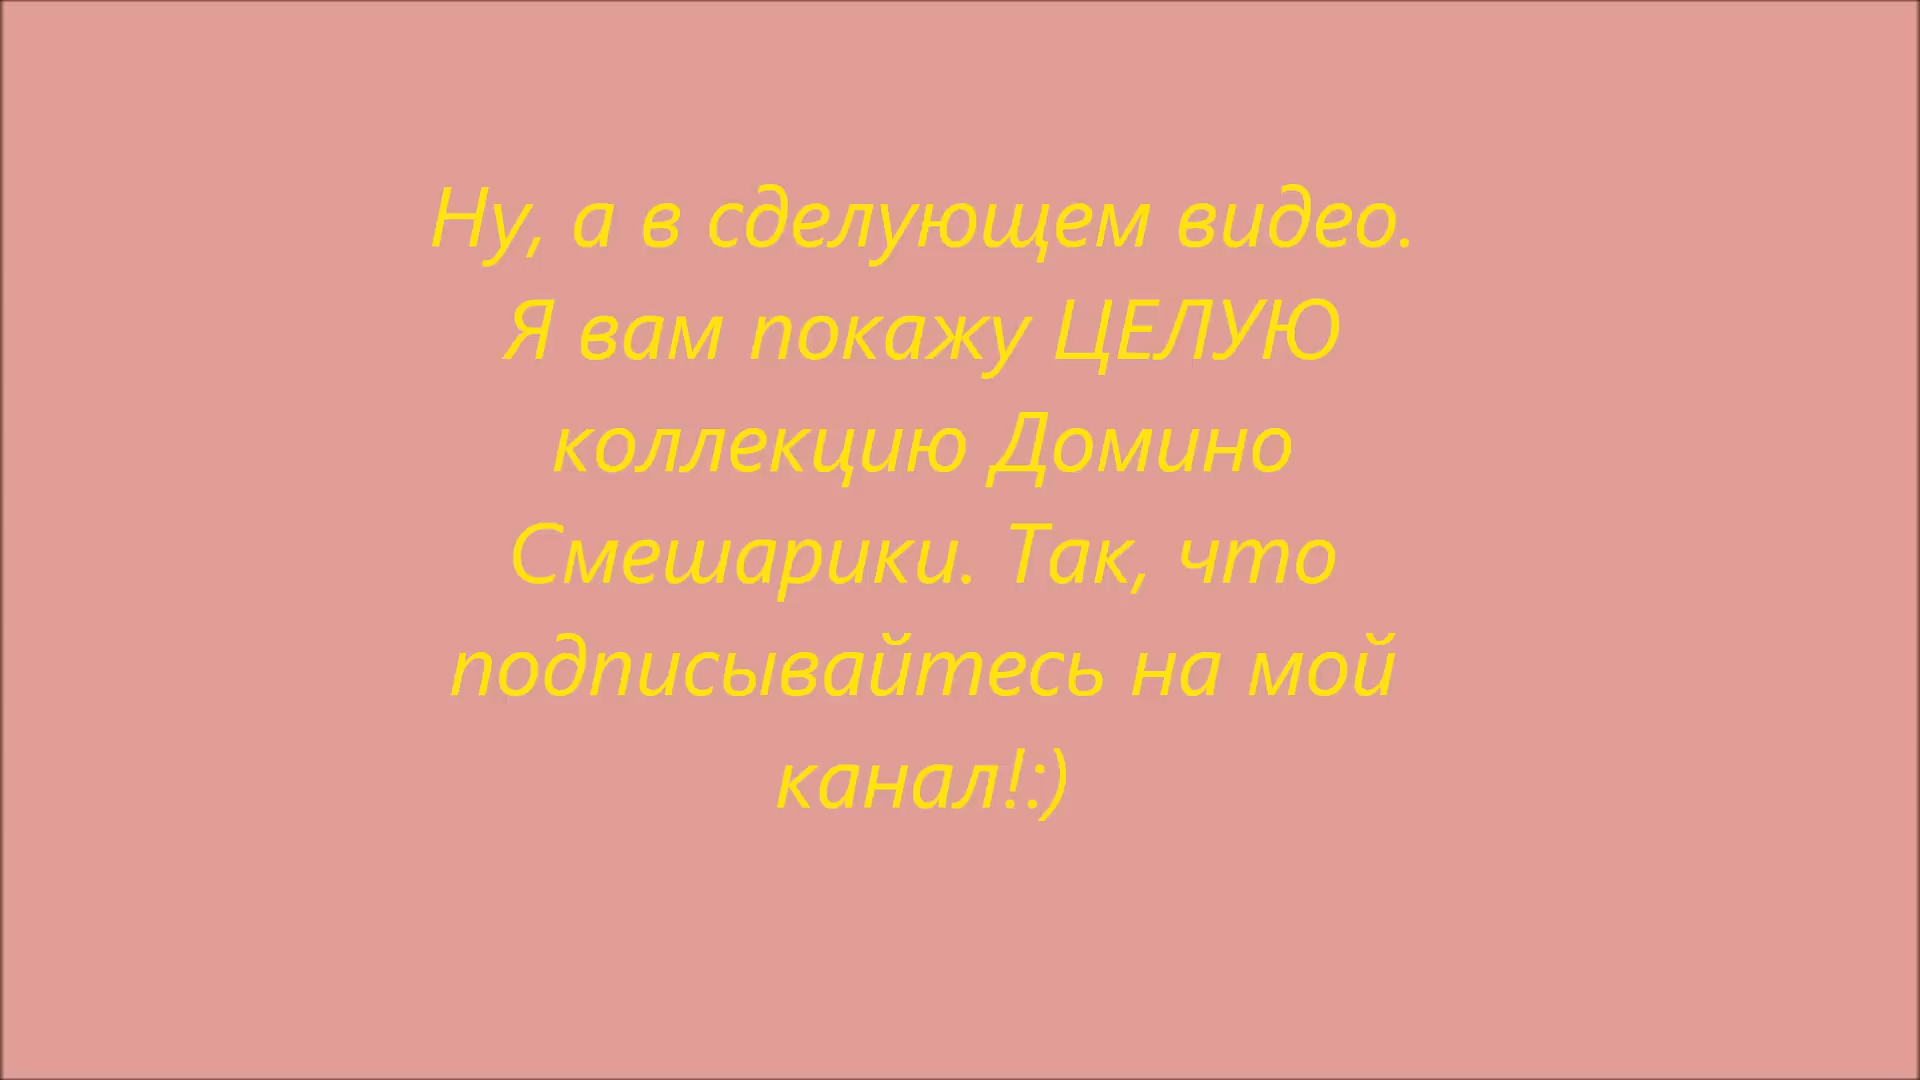 Ну, а в сделующем видео.
Я вам покажу ЦЕЛУЮ
коллекцию Домино
Смешарики. Так, что
подписывайтесь на мой
канал!:)